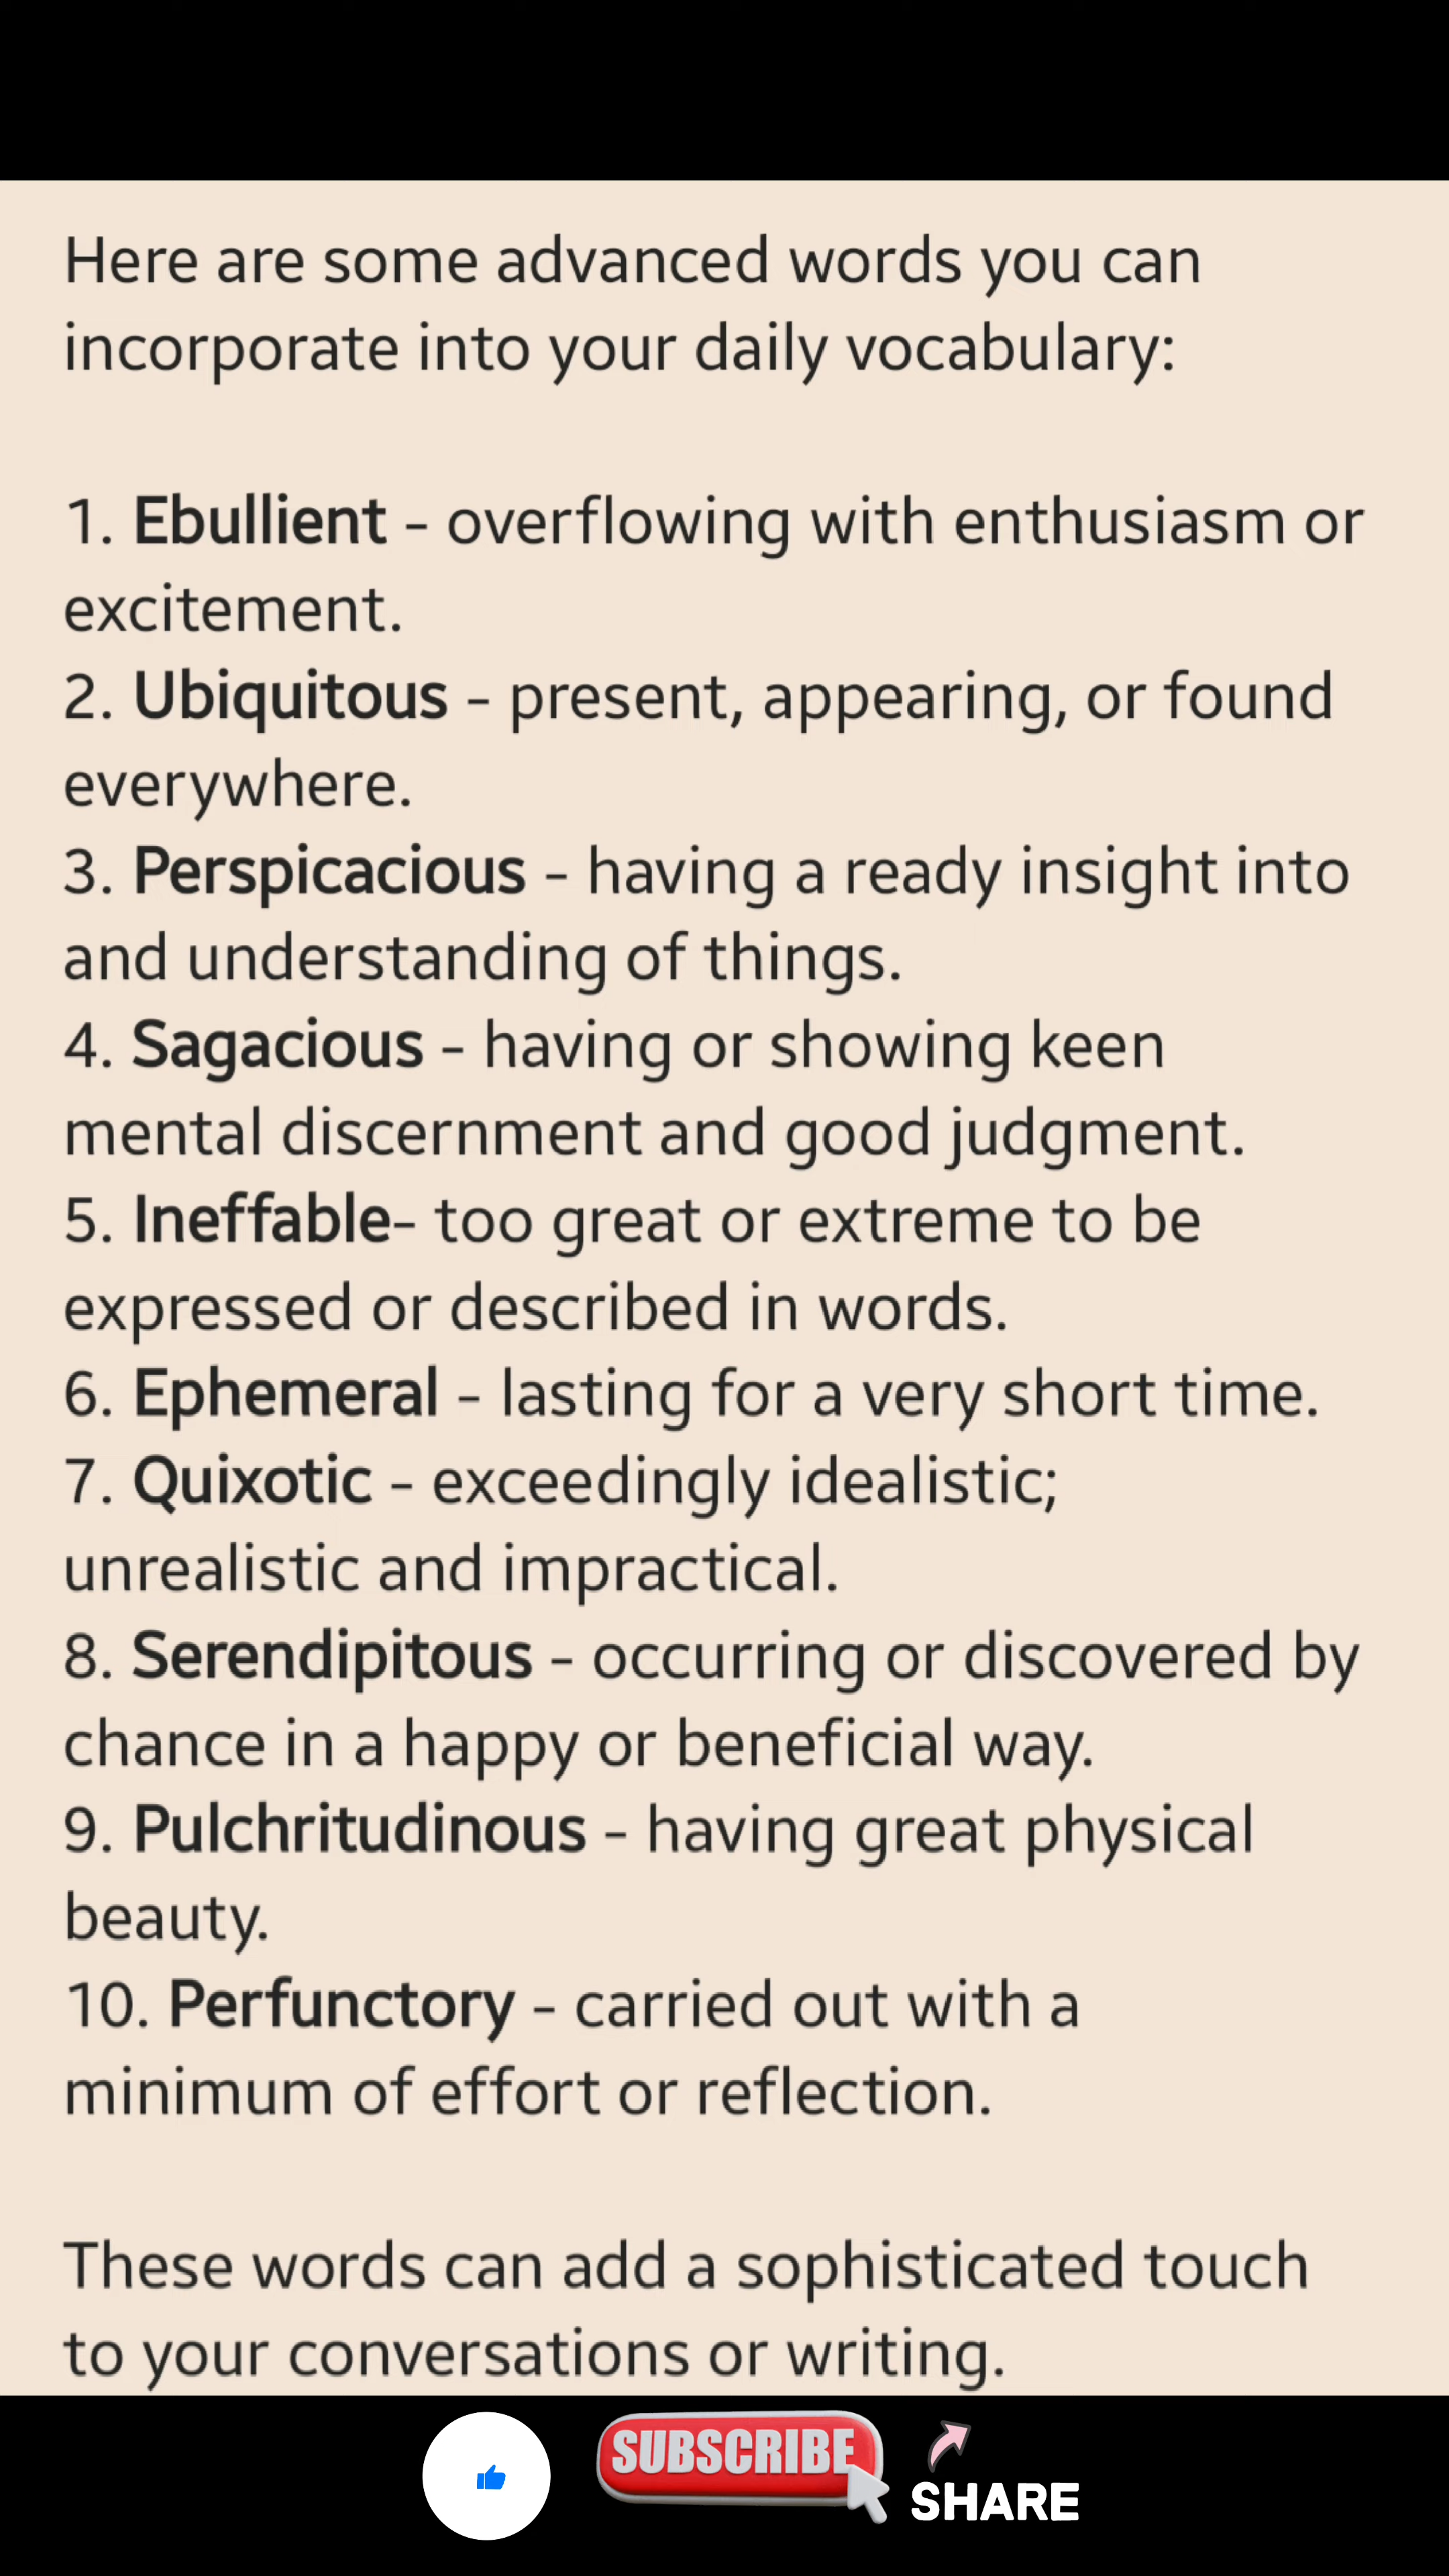 Here are some advanced words you can
incorporate into your daily vocabulary:
1. Ebullient - overflowing with enthusiasm or
excitement.
2. Ubiquitous - present, appearing, or found
everywhere.
3. Perspicacious - having a ready insight into
and understanding of things.
4. Sagacious - having or showing keen
mental discernment and good judgment.
5. Ineffable- too great or extreme to be
expressed or described in words.
6. Ephemeral - lasting for a very short time.
7. Quixotic - exceedingly idealistic;
unrealistic and impractical.
8. Serendipitous - occurring or discovered by
chance in a happy or beneficial way.
9. Pulchritudinous - having great physical
beauty.
10. Perfunctory - carried out with a
minimum of effort or reflection.
These words can add a sophisticated touch
to your conversations or writing.
SUBSCRIBE
SHARE